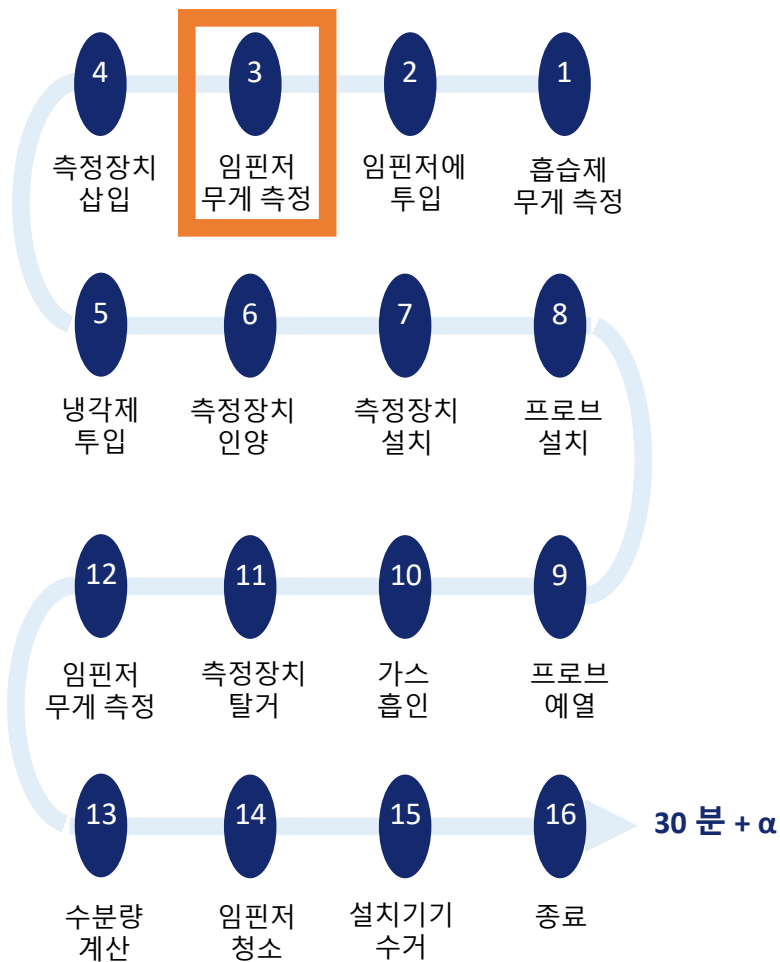 4
3
2
1
측정장치
삽입
임핀저
무게 측정
임핀저에
투입
흡습제
무게 측정
5
6
7
8
냉각제
투입
측정장치
인양
측정장치
설치
프로브
설치
12
11
10
9
임핀저
무게 측정
측정장치
탈거
가스
흡인
프로브
예열
13
14
15
16
30 분 + α
수분량
계산
임핀저
청소
설치기기
수거
종료